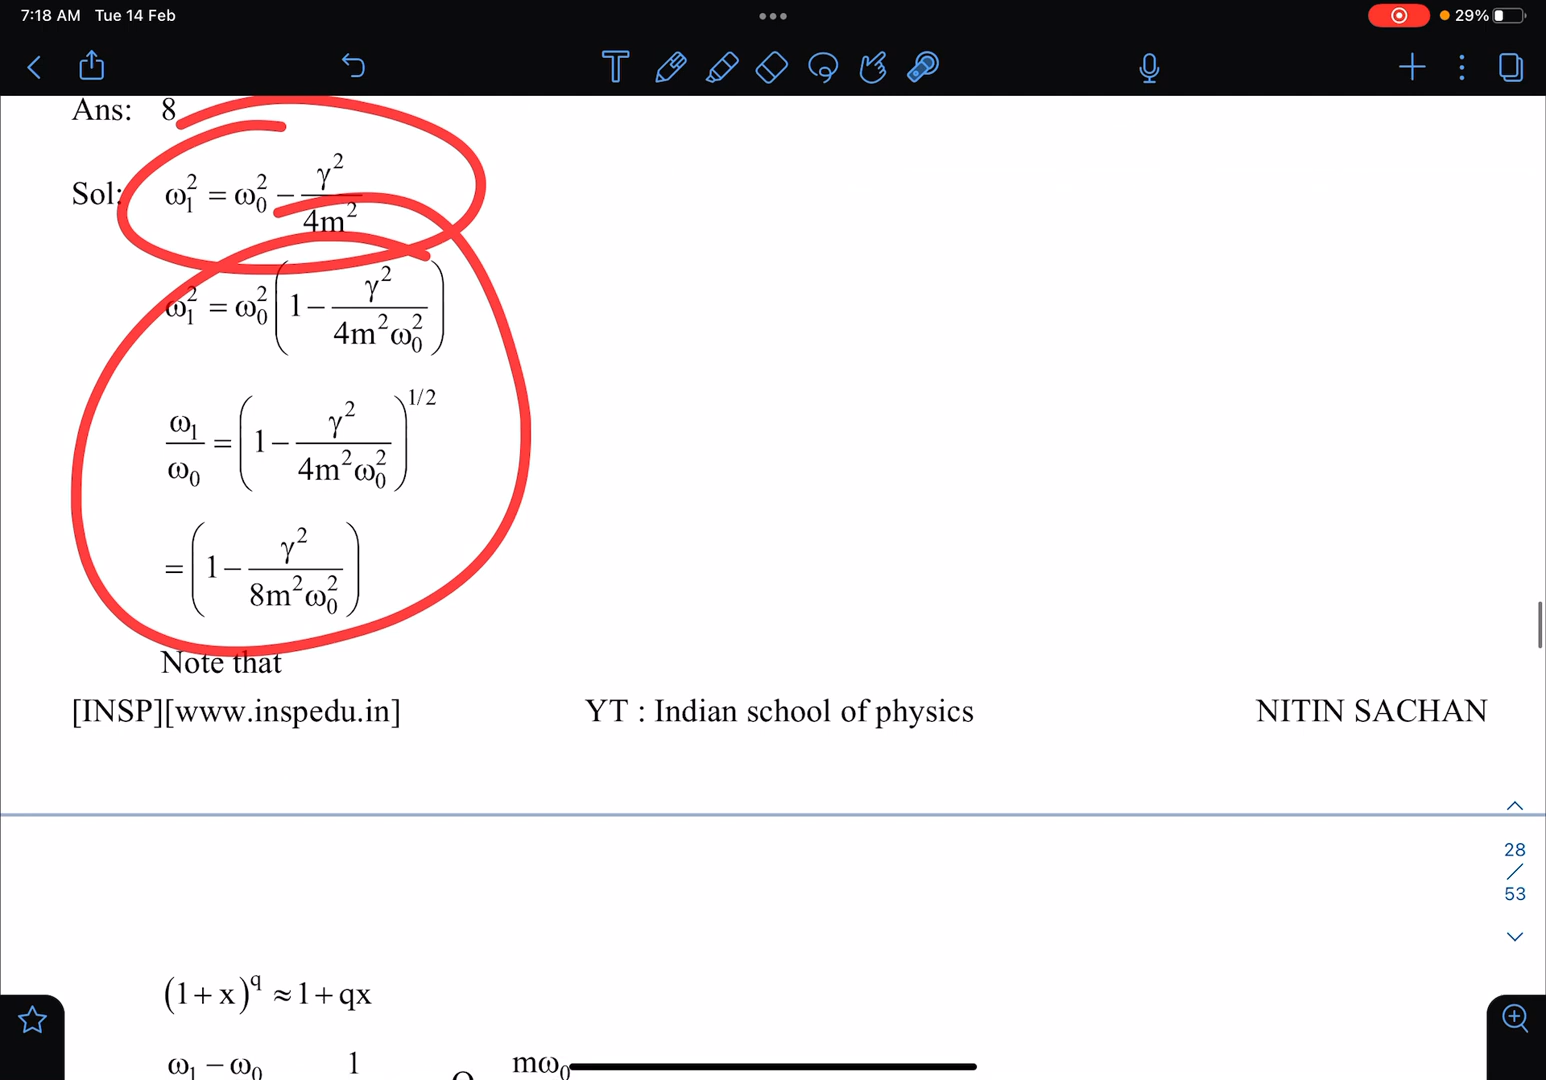 7:18 AM Tue 14 Feb
29%
Ans: 8
Sol: ω₁² = ω₀² − γ²/4m²
ω₁² = ω₀² (1 − γ²/4m²ω₀²)
ω₁/ω₀ = (1 − γ²/4m²ω₀²)^1/2
= (1 − γ²/8m²ω₀²)
Note that
[INSP][www.inspedu.in] YT : Indian school of physics NITIN SACHAN
28
/
53
(1+x)^q ≈ 1+qx
ω₁ − ω₀ 1 mω₀